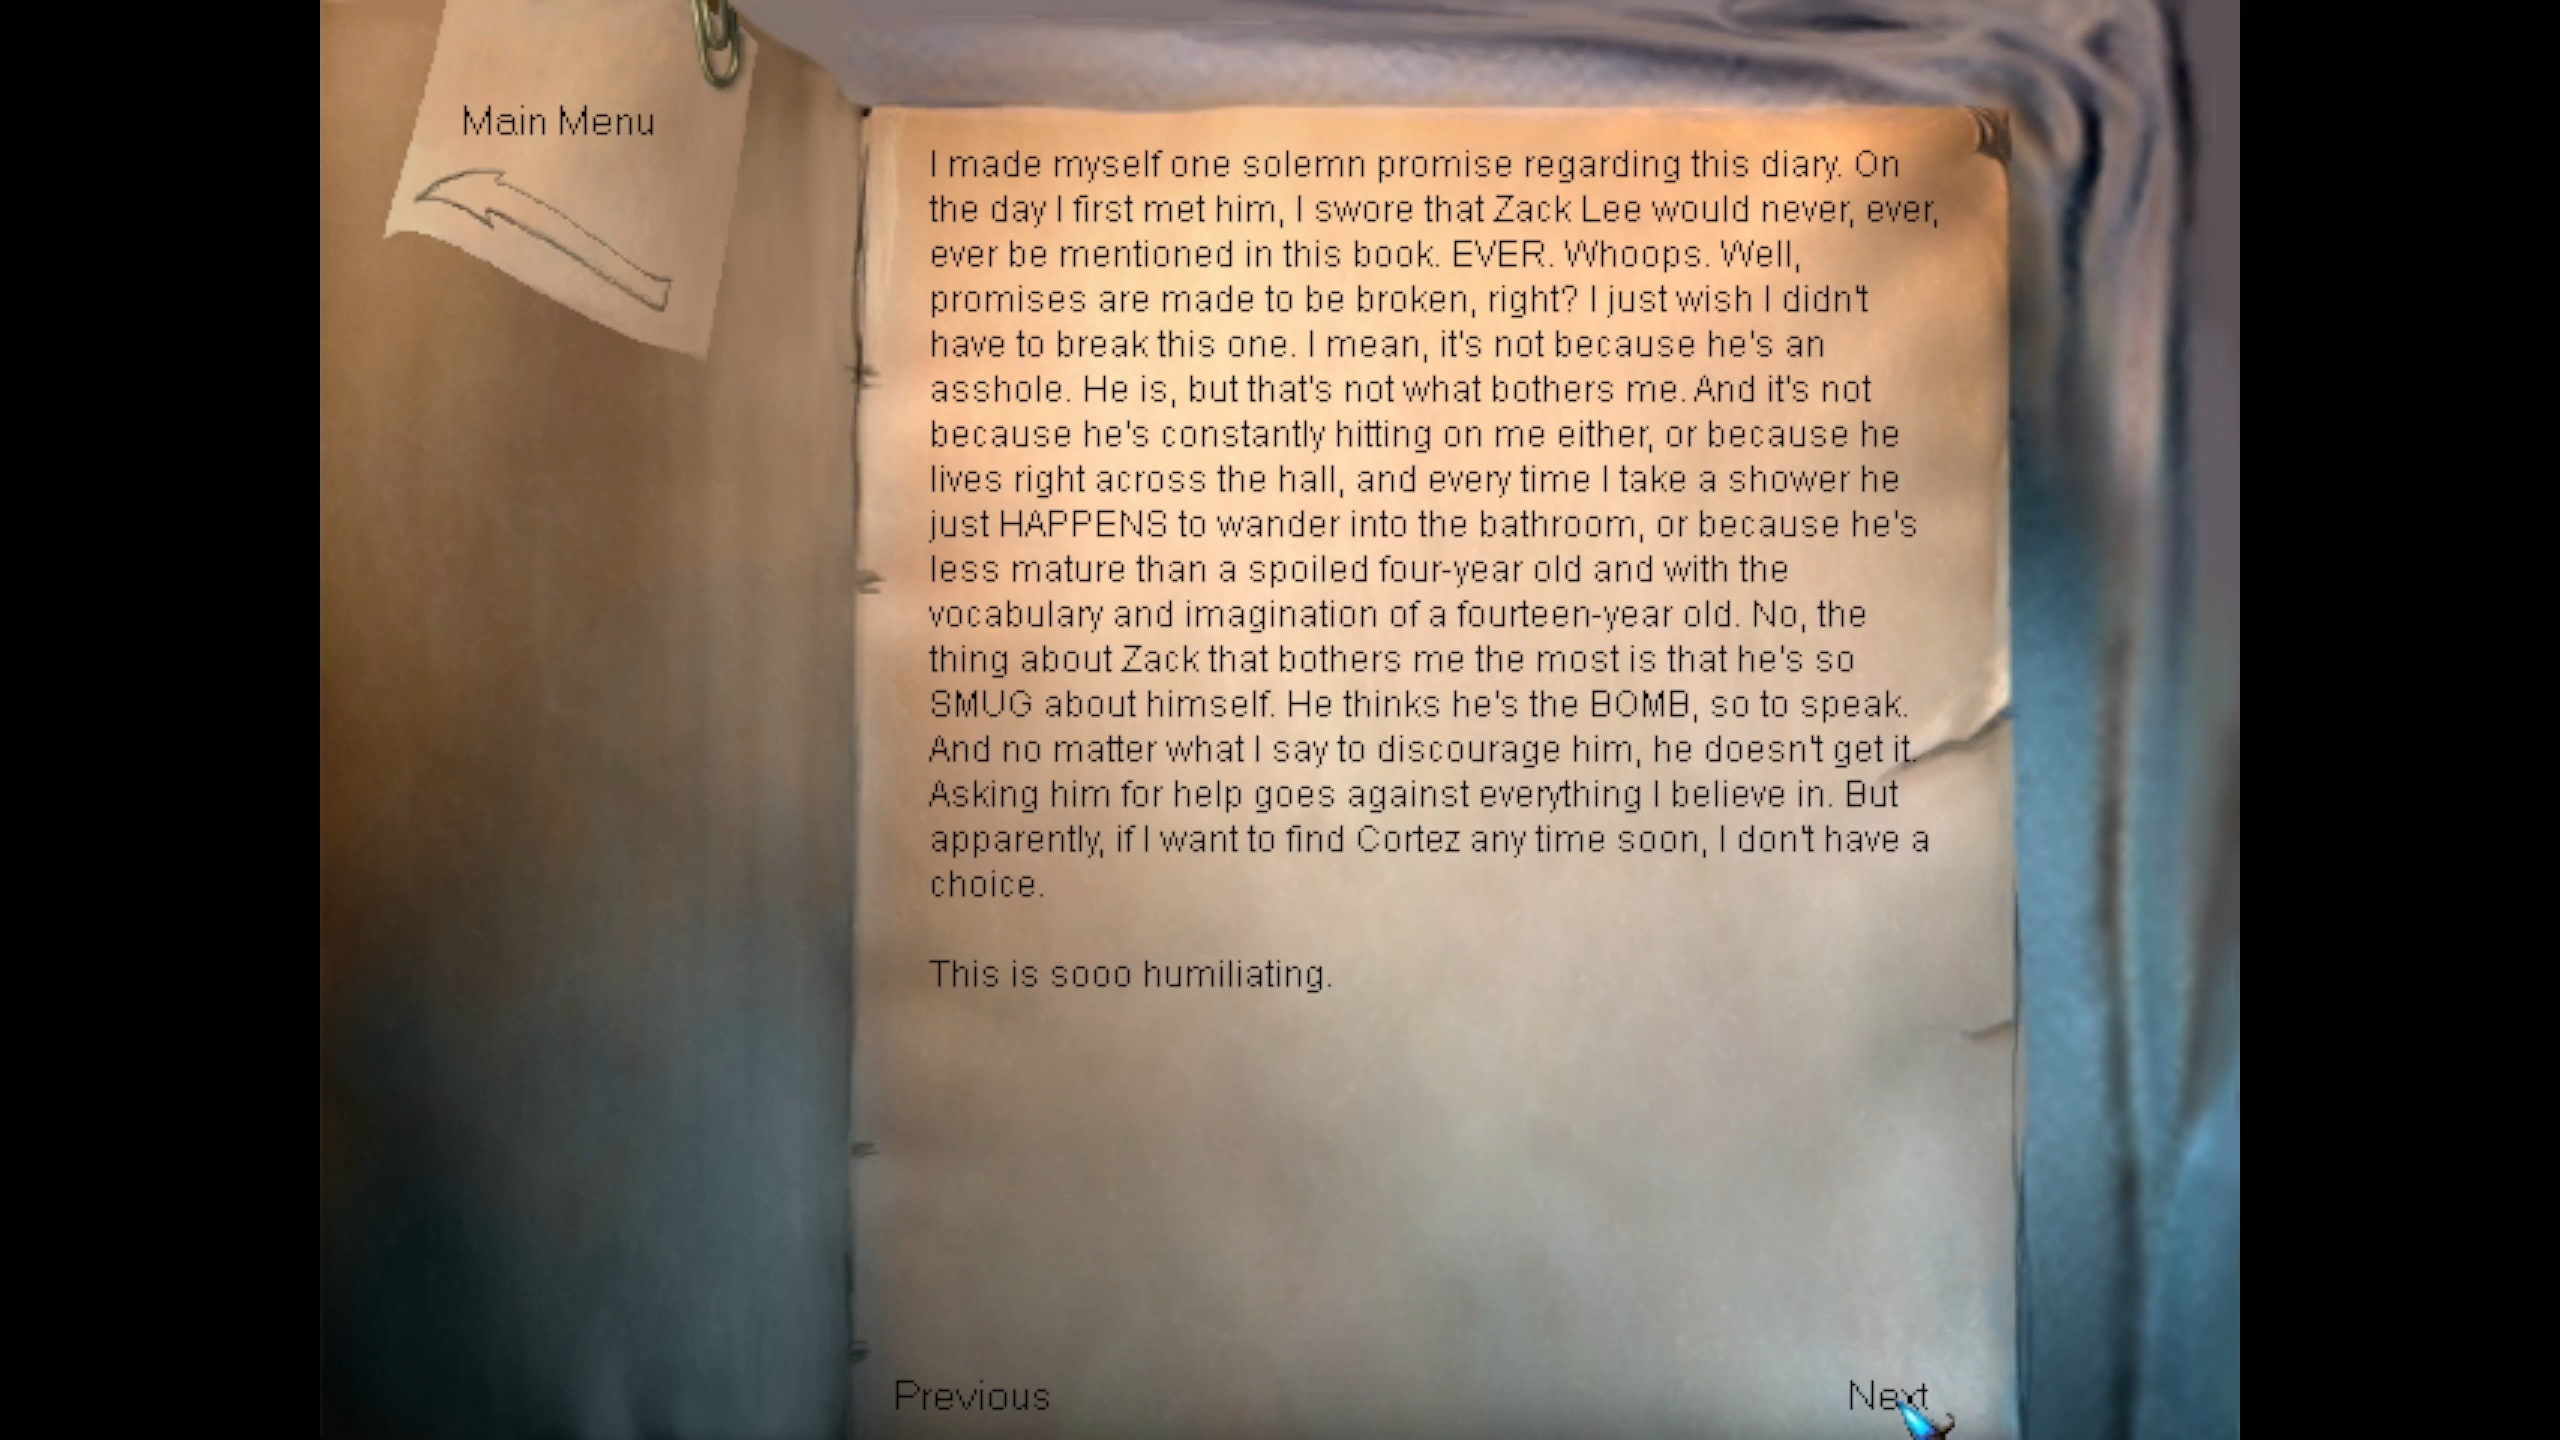 Main Menu
I made myself one solemn promise regarding this diary. On
the day I first met him, I swore that Zack Lee would never, ever,
ever be mentioned in this book. EVER. Whoops. Well,
promises are made to be broken, right? I just wish I didn't
have to break this one. I mean, it's not because he's an
asshole. He is, but that's not what bothers me. And it's not
because he's constantly hitting on me either, or because he
lives right across the hall, and every time I take a shower he
just HAPPENS to wander into the bathroom, or because he's
less mature than a spoiled four-year old and with the
vocabulary and imagination of a fourteen-year old. No, the
thing about Zack that bothers me the most is that he's so
SMUG about himself. He thinks he's the BOMB, so to speak.
And no matter what I say to discourage him, he doesn't get it.
Asking him for help goes against everything I believe in. But
apparently, if I want to find Cortez any time soon, I don't have a
choice.
This is sooo humiliating.
Previous
Next